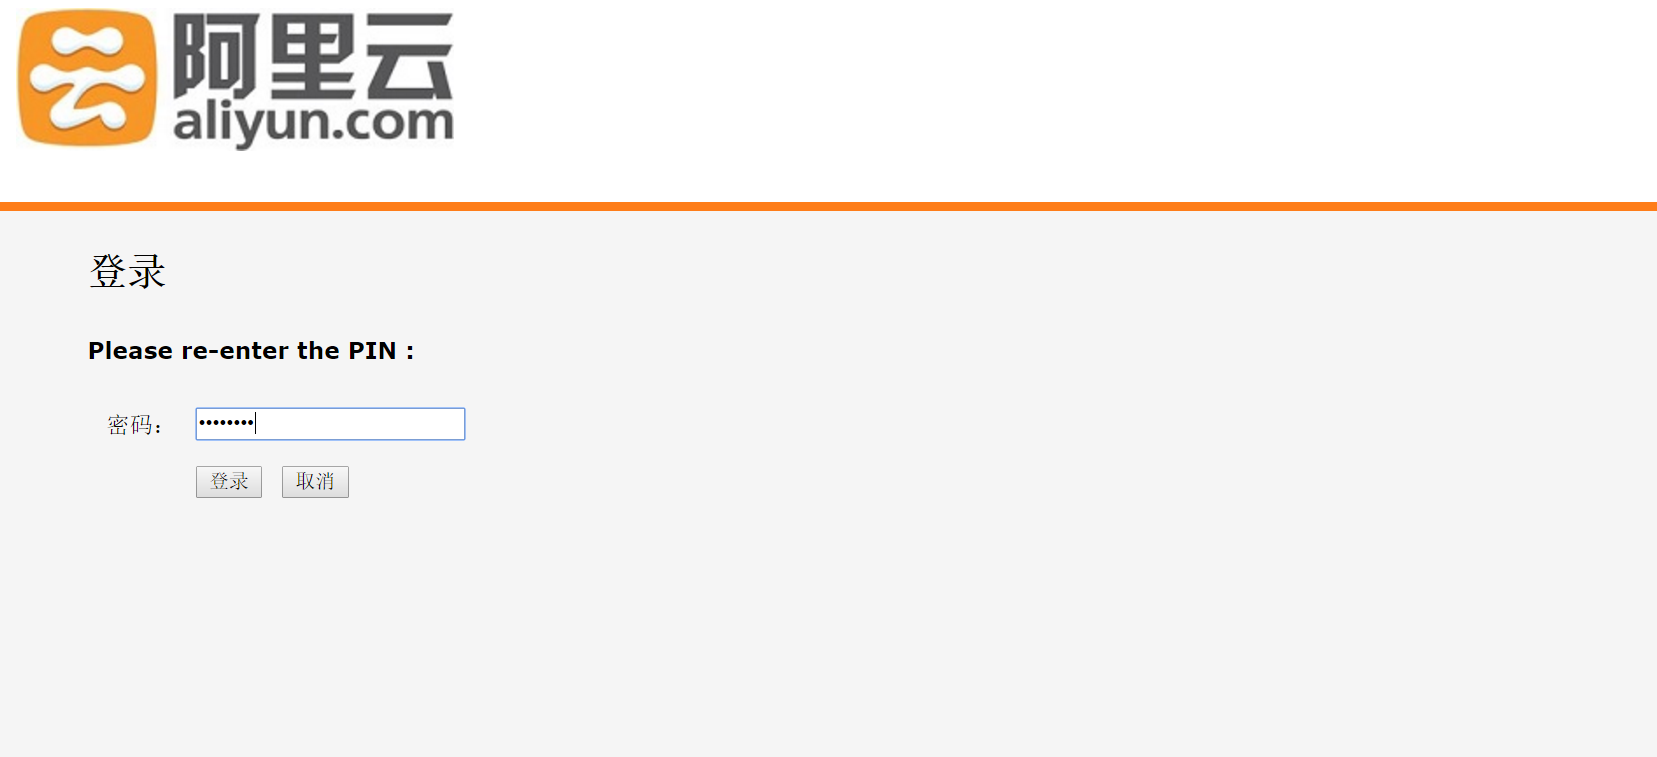 阿里云
aliyun.com
登录
Please re-enter the PIN :
密码： ••••••••
登录 取消